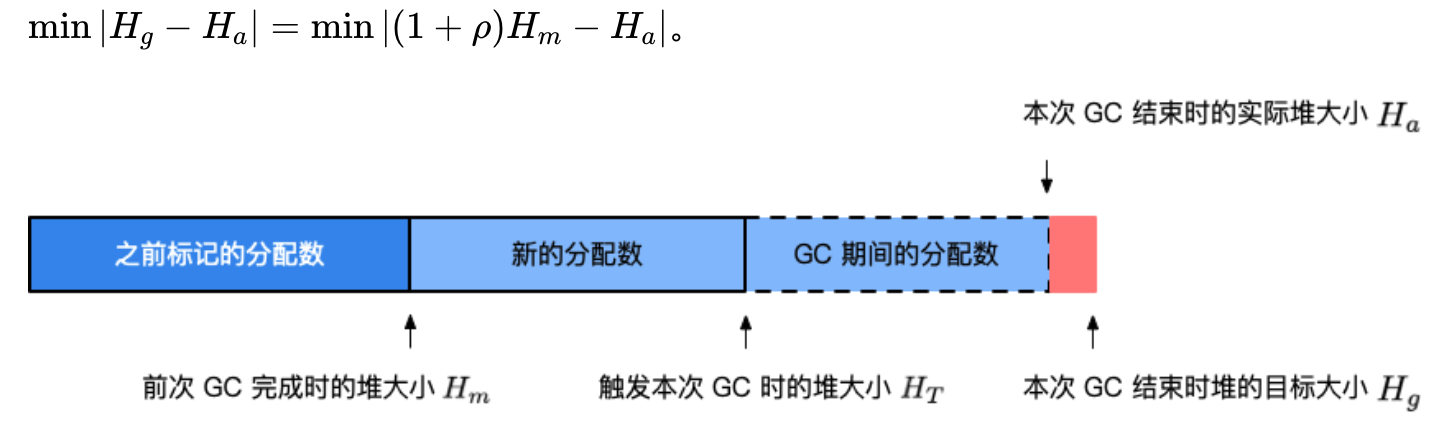 min |H_g − H_a| = min |(1 + ρ)H_m − H_a|。
本次 GC 结束时的实际堆大小 H_a
之前标记的分配数 新的分配数 GC 期间的分配数
前次 GC 完成时的堆大小 H_m 触发本次 GC 时的堆大小 H_T 本次 GC 结束时堆的目标大小 H_g